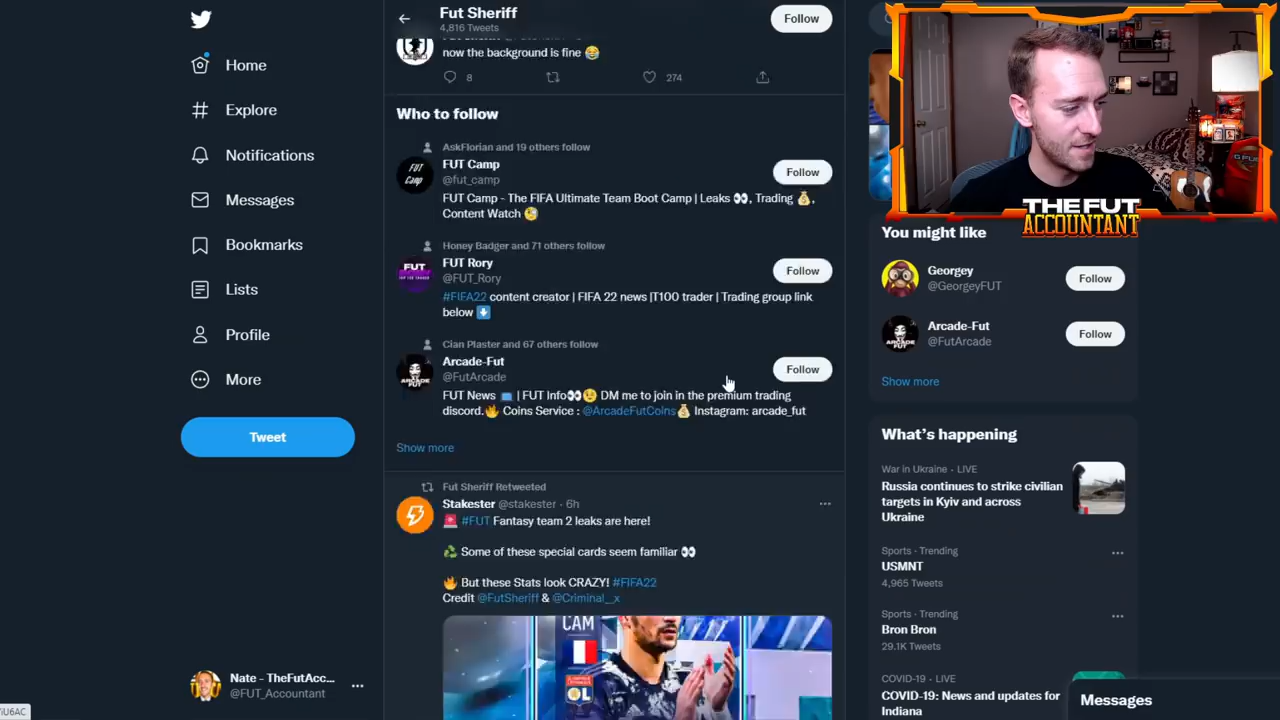 Fut Sheriff
4,816 Tweets
Follow
now the background is fine 😂
8
274
Home
Explore
Notifications
Messages
Bookmarks
Lists
Profile
More
Tweet
Nate - TheFutAcc...
@FUT_Accountant
Who to follow
AskFlorian and 19 others follow
FUT Camp
@fut_camp
Follow
FUT Camp - The FIFA Ultimate Team Boot Camp | Leaks 👀, Trading 💰,
Content Watch 🧐
Honey Badger and 71 others follow
FUT Rory
@FUT_Rory
Follow
#FIFA22 content creator | FIFA 22 news |T100 trader | Trading group link
below ⬇️
Cian Plaster and 67 others follow
Arcade-Fut
@FutArcade
Follow
FUT News 📺 | FUT Info👀😉 DM me to join in the premium trading
discord.🔥 Coins Service : @ArcadeFutCoins💰 Instagram: arcade_fut
Show more
Fut Sheriff Retweeted
Stakester @stakester · 6h
🚨 #FUT Fantasy team 2 leaks are here!
♻️ Some of these special cards seem familiar 👀
🔥 But these Stats look CRAZY! #FIFA22
Credit @FutSheriff & @Criminal__x
CAM
OL
THE FUT
ACCOUNTANT
You might like
Georgey
@GeorgeyFUT
Follow
Arcade-Fut
@FutArcade
Follow
Show more
What's happening
War in Ukraine · LIVE
Russia continues to strike civilian
targets in Kyiv and across
Ukraine
Sports · Trending
USMNT
4,965 Tweets
Sports · Trending
Bron Bron
29.1K Tweets
COVID-19 · LIVE
COVID-19: News and updates for
Indiana
Messages